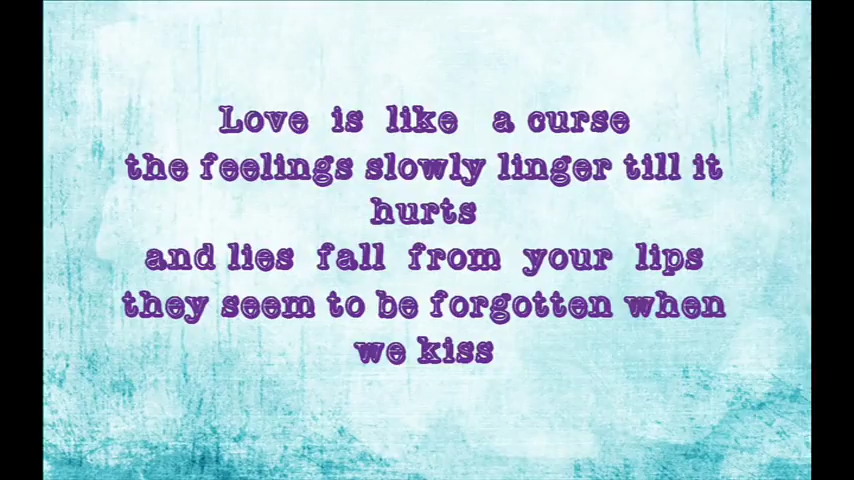 Love is like a curse
the feelings slowly linger till it
hurts
and lies fall from your lips
they seem to be forgotten when
we kiss